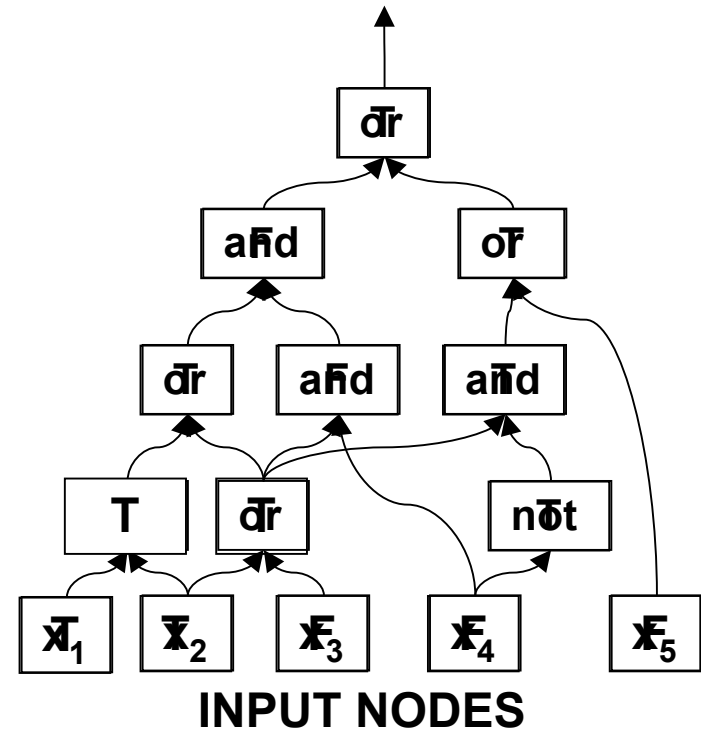 or T
and F or T
or T and F and T
T or T not T
x₁ T x₂ T x₃ F x₄ F x₅ F
INPUT NODES